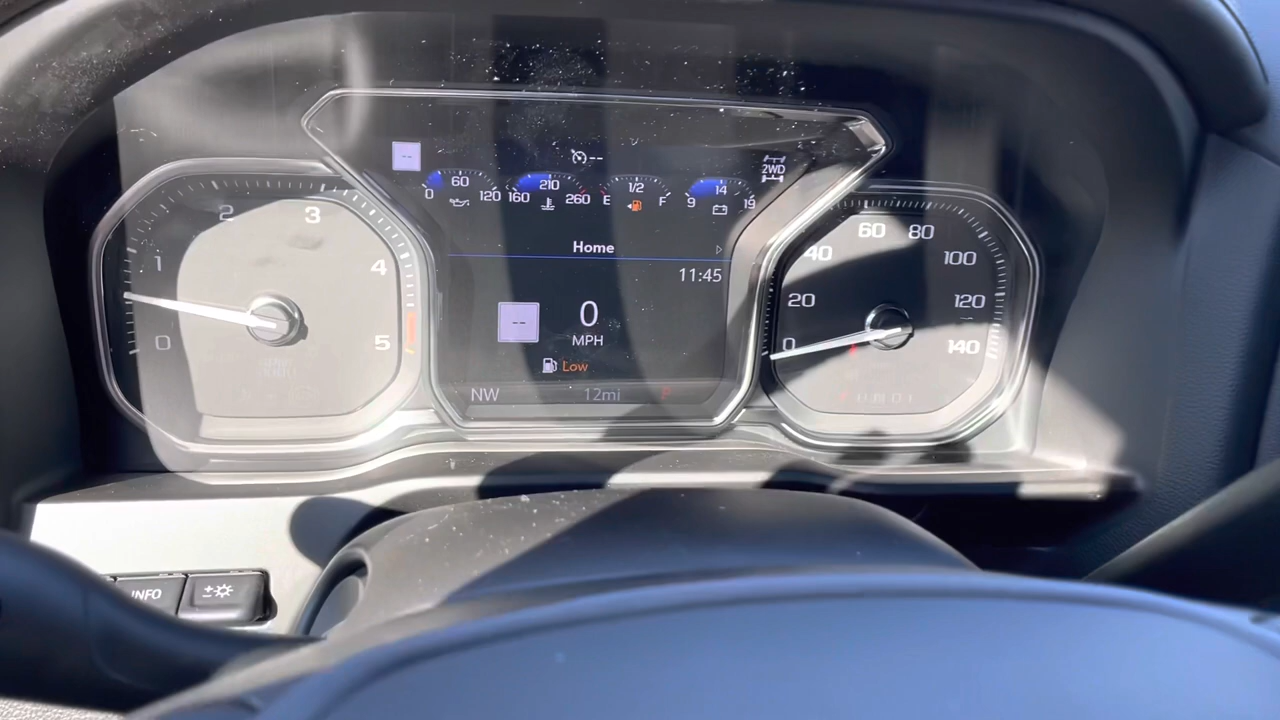 --
--
2WD
0 60 120
160 210 260
E 1/2 F
9 14 19
Home
11:45
--
0
MPH
Low
NW 12mi P
0 1 2 3 4 5
0 20 40 60 80 100 120 140
INFO
±